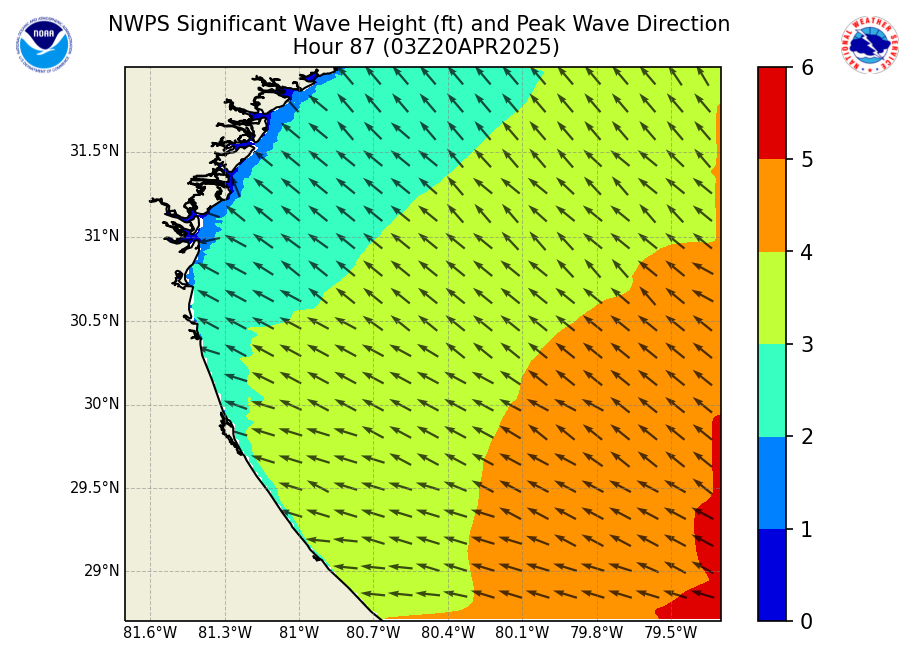 NWPS Significant Wave Height (ft) and Peak Wave Direction
Hour 87 (03Z20APR2025)
NOAA
NATIONAL WEATHER SERVICE
31.5°N
31°N
30.5°N
30°N
29.5°N
29°N
81.6°W 81.3°W 81°W 80.7°W 80.4°W 80.1°W 79.8°W 79.5°W
6
5
4
3
2
1
0